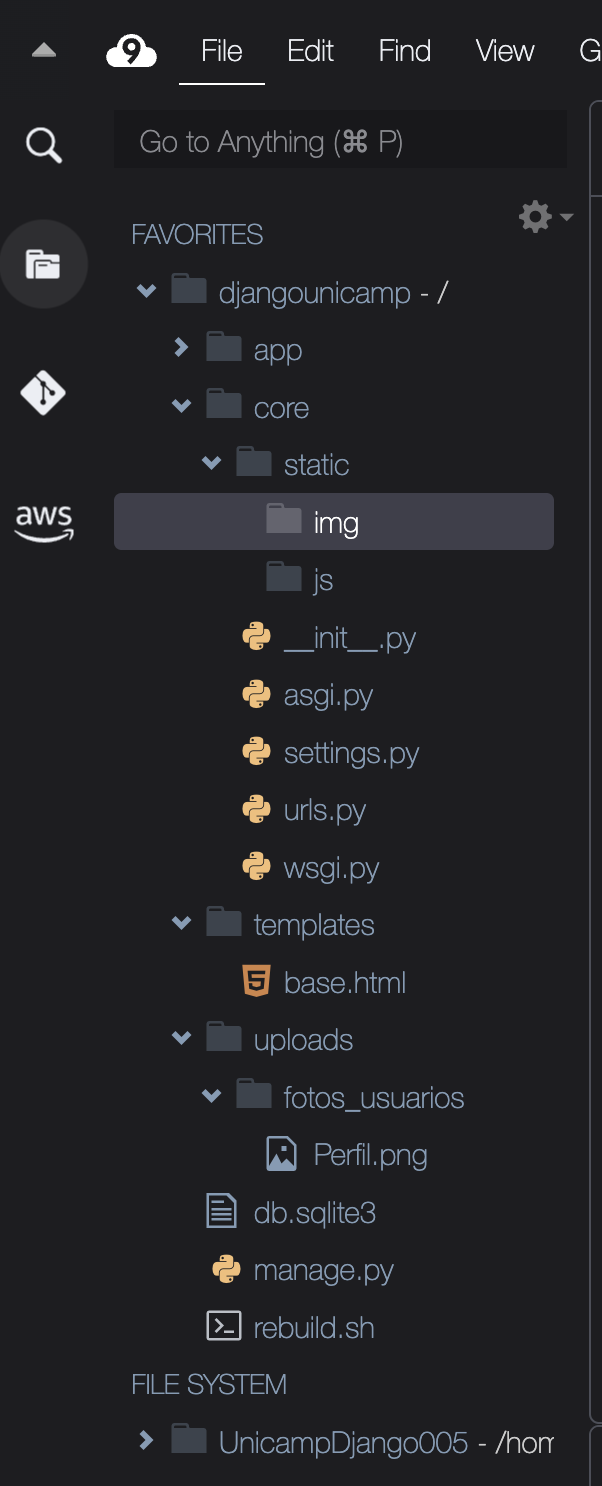 9 File Edit Find View G
Go to Anything (⌘ P)
FAVORITES
djangounicamp - /
app
core
static
aws
img
js
__init__.py
asgi.py
settings.py
urls.py
wsgi.py
templates
5 base.html
uploads
fotos_usuarios
Perfil.png
db.sqlite3
manage.py
rebuild.sh
FILE SYSTEM
UnicampDjango005 - /hom